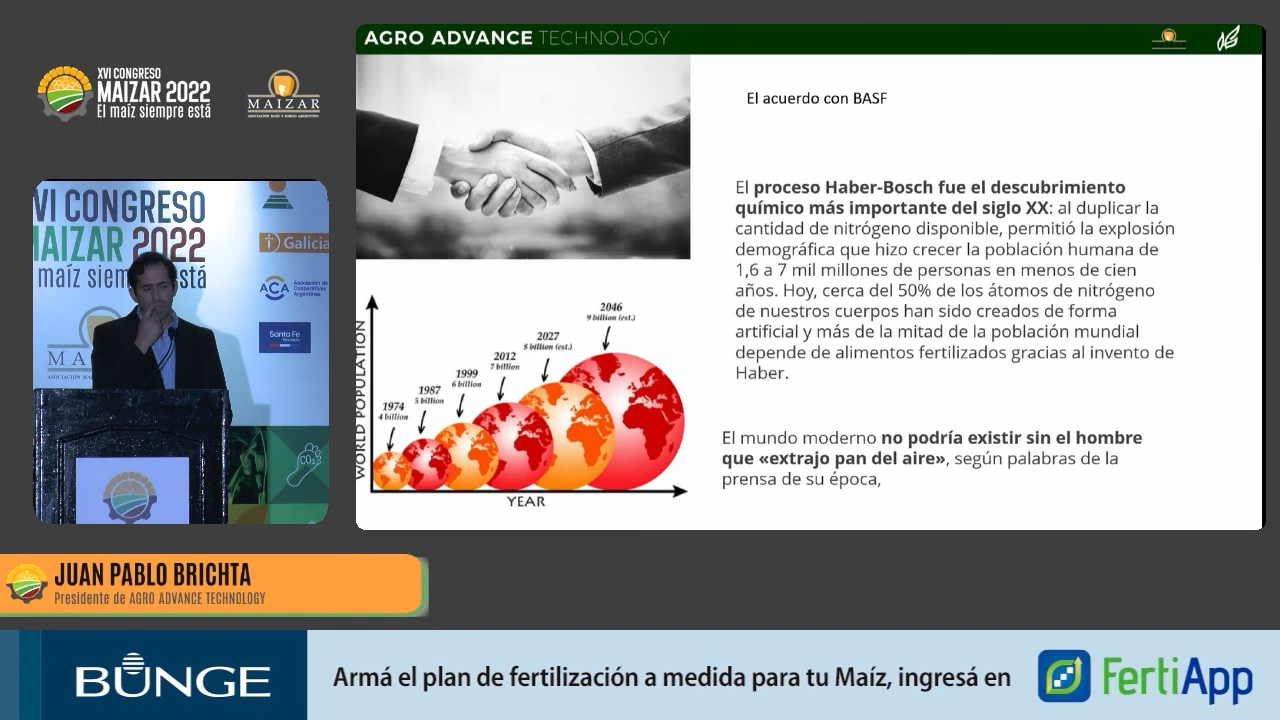 XVI CONGRESO
MAIZAR 2022
El maíz siempre está
MAIZAR
ASOCIACIÓN MAÍZ Y SORGO ARGENTINO
VI CONGRESO
MAIZAR 2022
maíz siem está
Galicia
ACA
Asociación de
Cooperativas
Argentinas
Santa Fe
MA
ASOCIACIÓN MA
AGRO ADVANCE TECHNOLOGY
El acuerdo con BASF
El proceso Haber-Bosch fue el descubrimiento
químico más importante del siglo XX: al duplicar la
cantidad de nitrógeno disponible, permitió la explosión
demográfica que hizo crecer la población humana de
1,6 a 7 mil millones de personas en menos de cien
años. Hoy, cerca del 50% de los átomos de nitrógeno
de nuestros cuerpos han sido creados de forma
artificial y más de la mitad de la población mundial
depende de alimentos fertilizados gracias al invento de
Haber.
El mundo moderno no podría existir sin el hombre
que «extrajo pan del aire», según palabras de la
prensa de su época,
WORLD POPULATION
1974
4 billion
1987
5 billion
1999
6 billion
2012
7 billion
2027
8 billion (est.)
2046
9 billion (est.)
YEAR
JUAN PABLO BRICHTA
Presidente de AGRO ADVANCE TECHNOLOGY
BUNGE
Armá el plan de fertilización a medida para tu Maíz, ingresá en
FertiApp